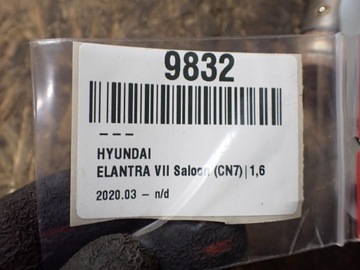 9832
---
HYUNDAI
ELANTRA VII Saloon (CN7)|1,6
2020.03 - n/d